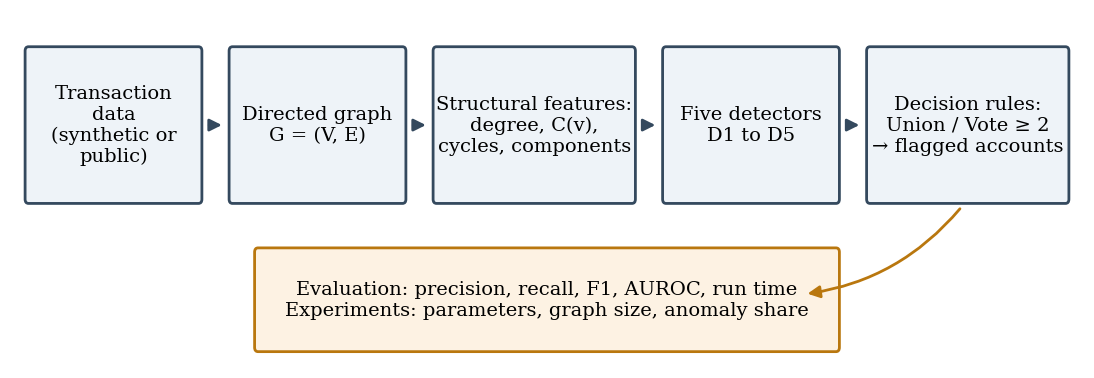 Transaction
data
(synthetic or
public)
Directed graph
G = (V, E)
Structural features:
degree, C(v),
cycles, components
Five detectors
D1 to D5
Decision rules:
Union / Vote ≥ 2
→ flagged accounts
Evaluation: precision, recall, F1, AUROC, run time
Experiments: parameters, graph size, anomaly share